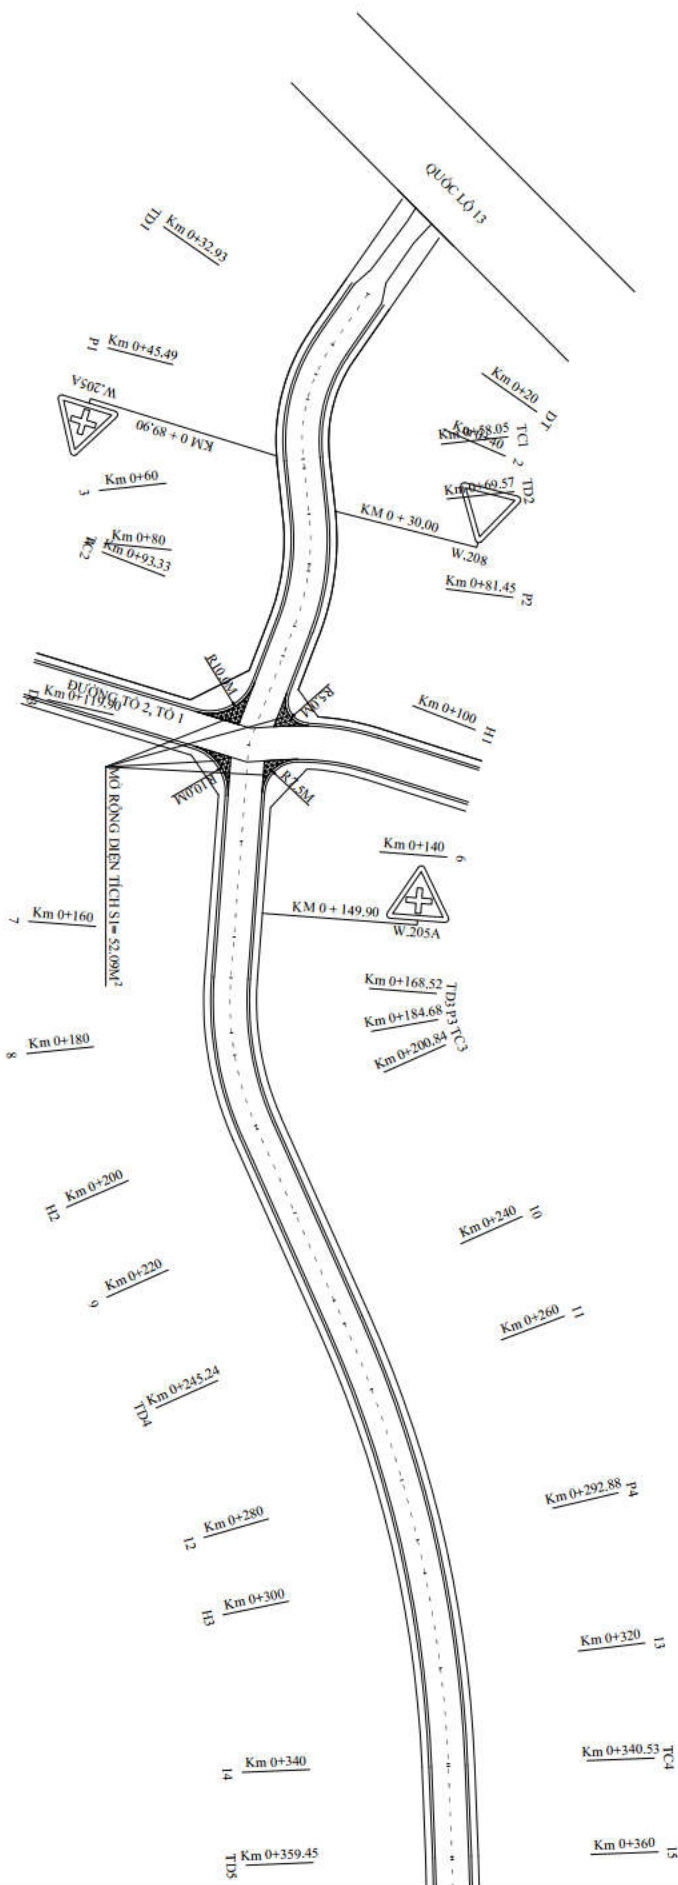 QUỐC LỘ 13
TD1
Km 0+32.93
P1
Km 0+45.49
W.205A
KM 0 + 89.90
Km 0+20
DT
Km 0+58.05
TC1
2
3
Km 0+60
Km 0+69.57
TD2
KM 0 + 30.00
W.208
Km 0+80
TC2
Km 0+93.33
Km 0+81.45
P2
R10.0M
R5.0M
ĐƯỜNG TỔ 2, TỔ 1
Km 0+119.90
Km 0+100
H1
R10.0M
R7.5M
MỞ RỘNG DIỆN TÍCH S1= 52.09M²
Km 0+140
6
7
Km 0+160
KM 0 + 149.90
W.205A
Km 0+168.52
TD3
Km 0+184.68
P3
Km 0+200.84
TC3
8
Km 0+180
H2
Km 0+200
Km 0+240
10
9
Km 0+220
Km 0+260
11
TD4
Km 0+245.24
Km 0+292.88
P4
12
Km 0+280
H3
Km 0+300
Km 0+320
13
14
Km 0+340
Km 0+340.53
TC4
TD5
Km 0+359.45
Km 0+360
15